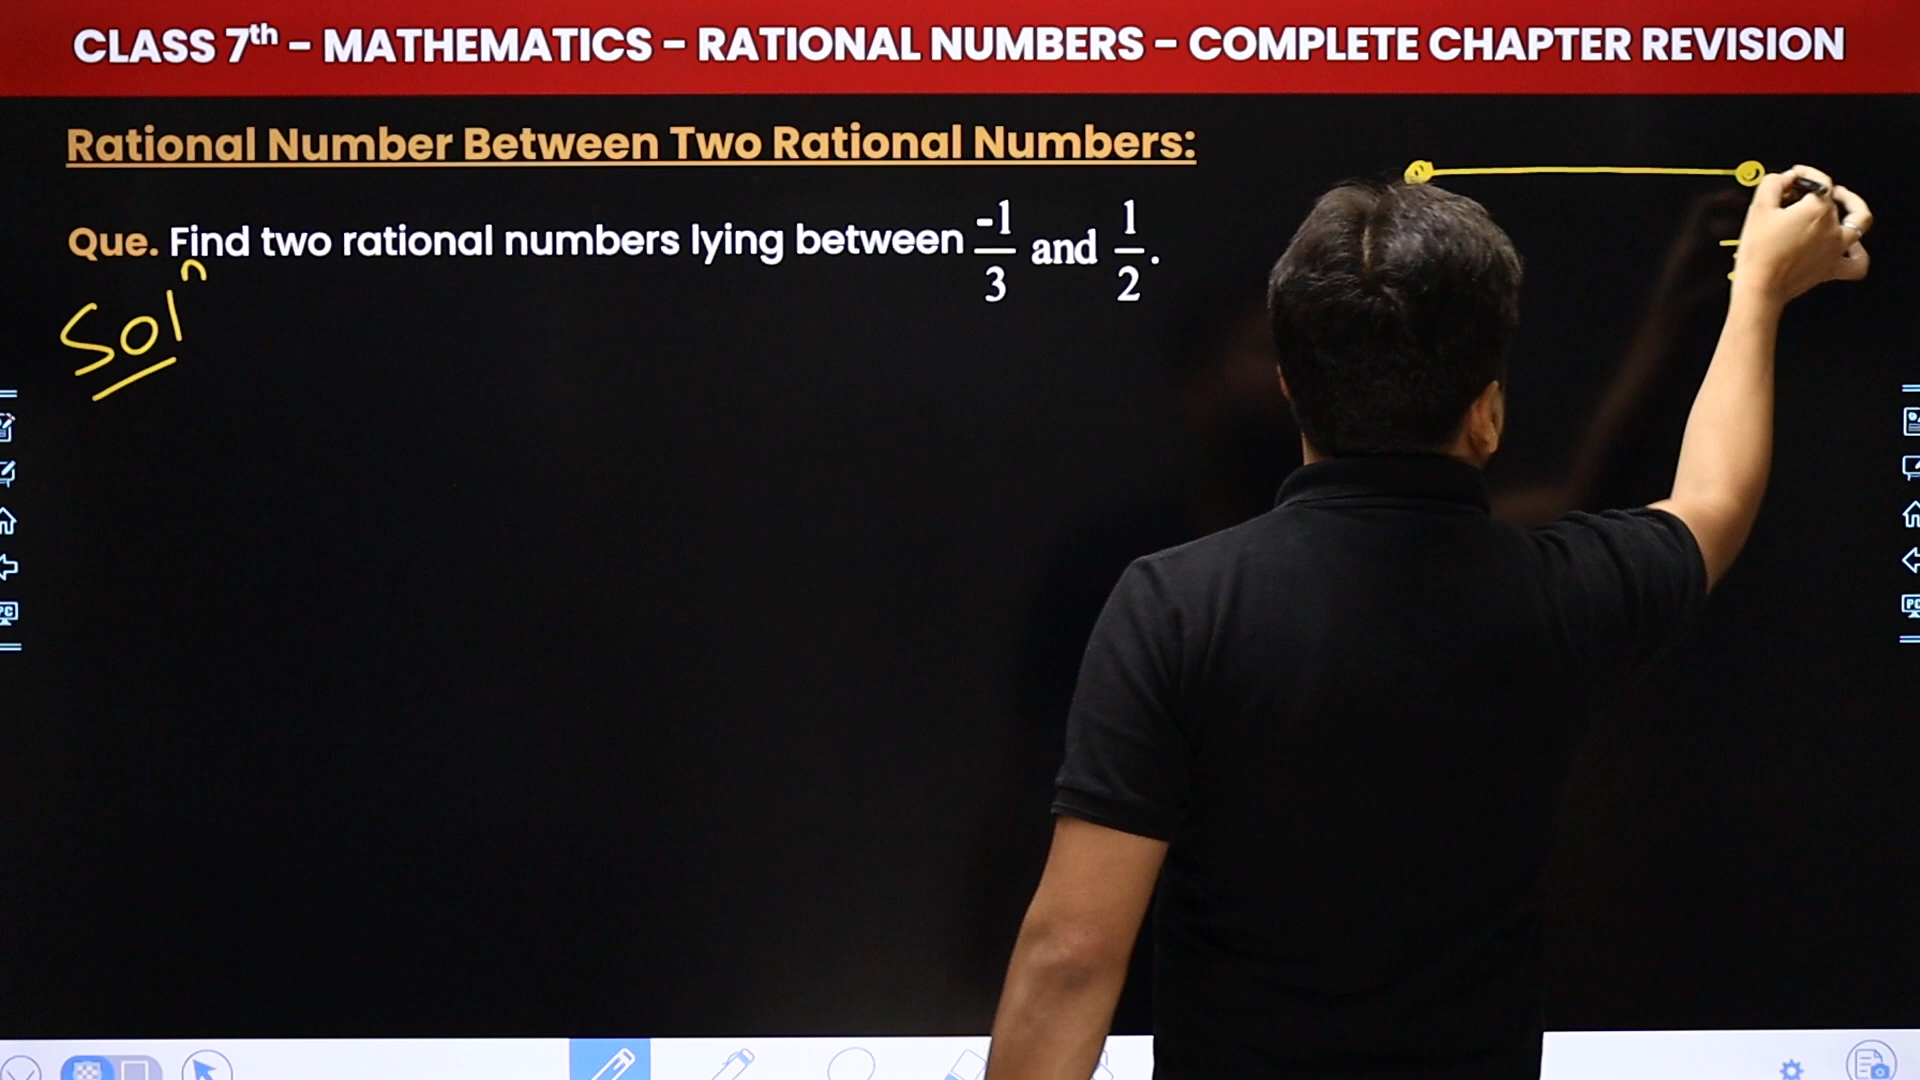 CLASS 7th – MATHEMATICS – RATIONAL NUMBERS – COMPLETE CHAPTER REVISION
Rational Number Between Two Rational Numbers:
Que. Find two rational numbers lying between -1/3 and 1/2.
Solⁿ